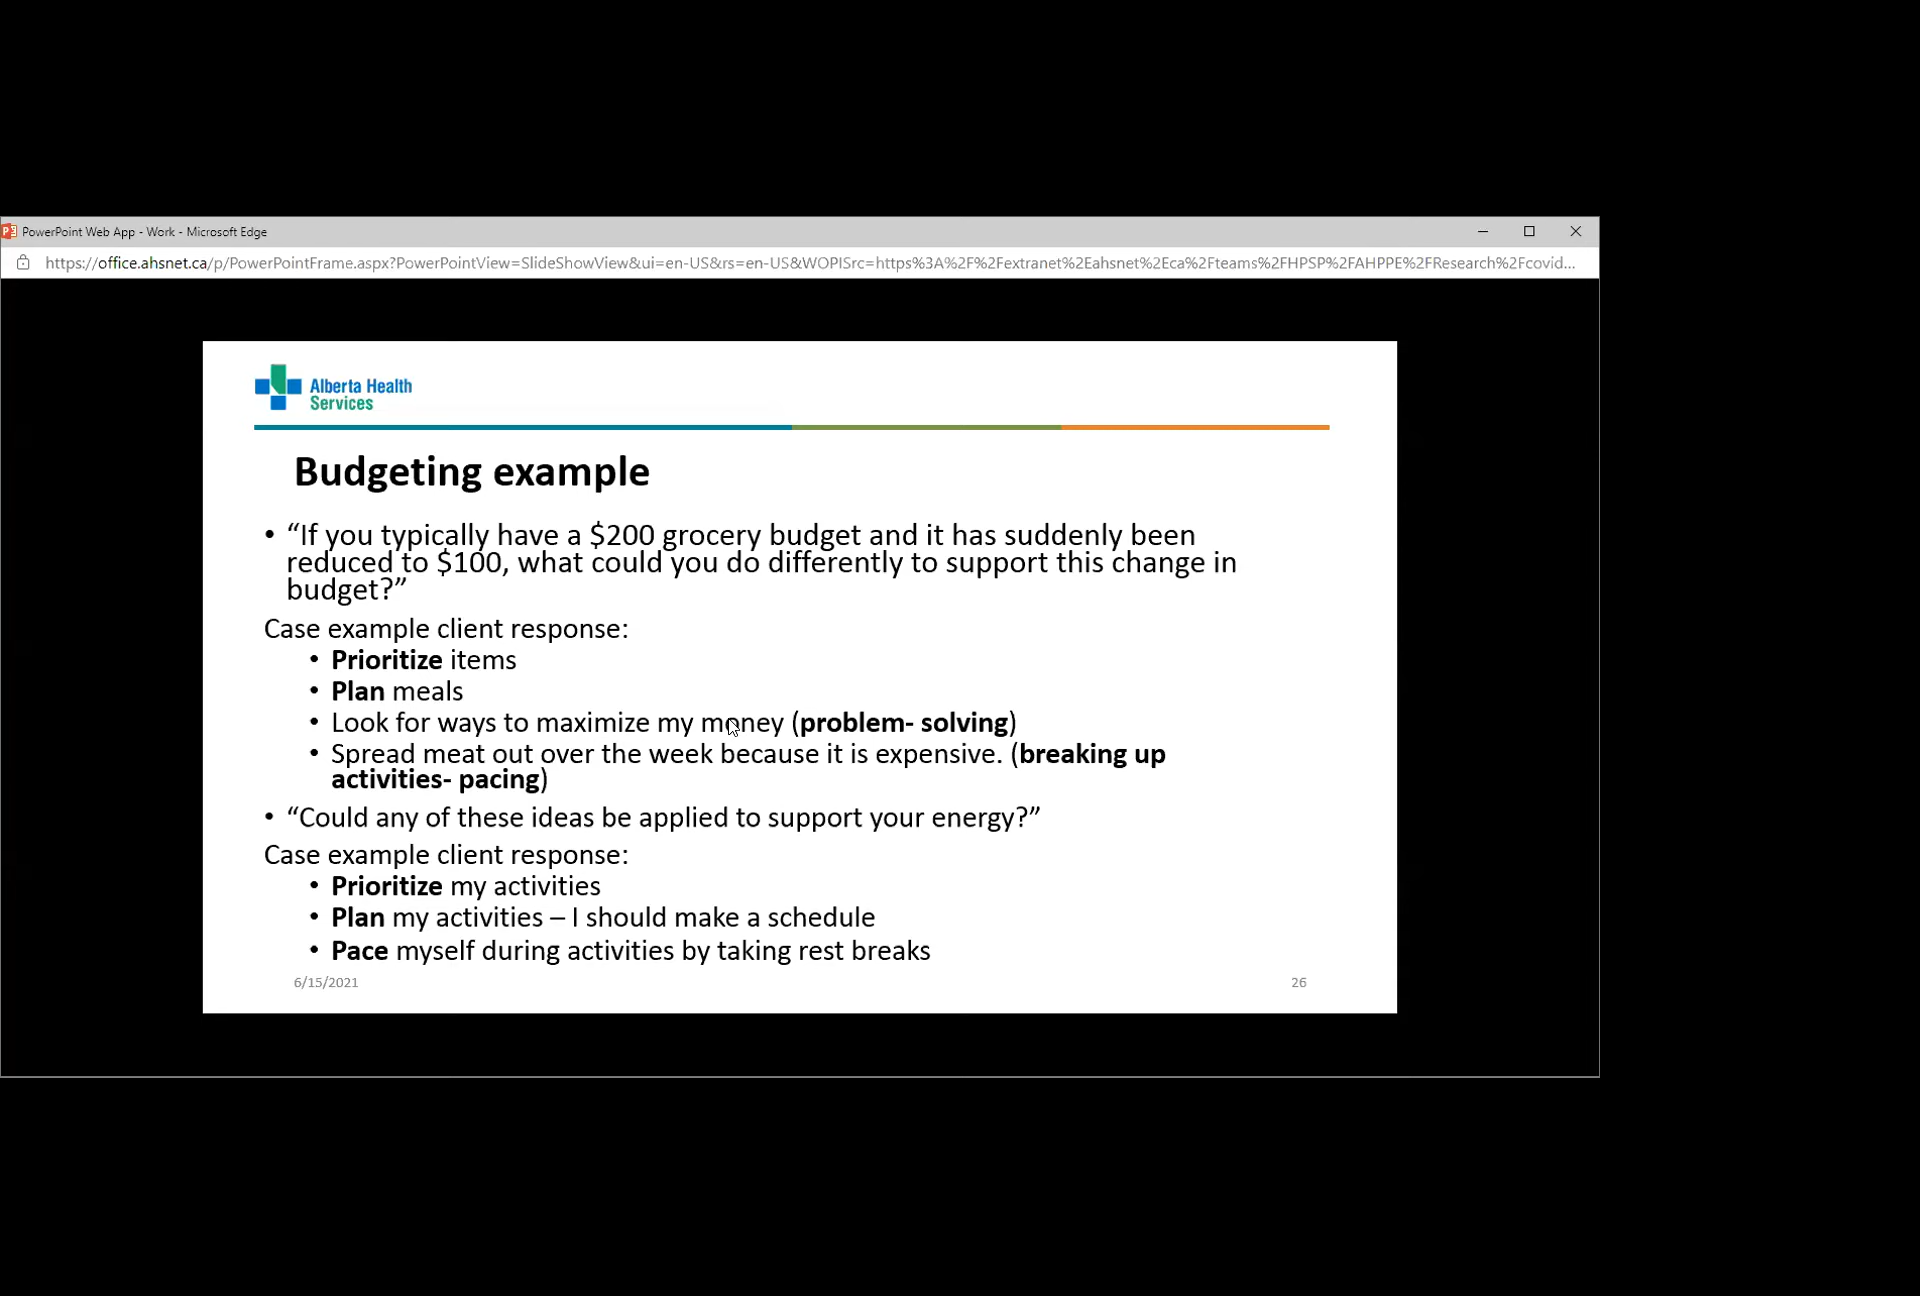 PowerPoint Web App - Work - Microsoft Edge
https://office.ahsnet.ca/p/PowerPointFrame.aspx?PowerPointView=SlideShowView&ui=en-US&rs=en-US&WOPISrc=https%3A%2F%2Fextranet%2Eahsnet%2Eca%2Fteams%2FHPSP%2FAHPPE%2FResearch%2Fcovid...
Alberta Health
Services
Budgeting example
• “If you typically have a $200 grocery budget and it has suddenly been
reduced to $100, what could you do differently to support this change in
budget?”
Case example client response:
• Prioritize items
• Plan meals
• Look for ways to maximize my money (problem- solving)
• Spread meat out over the week because it is expensive. (breaking up
activities- pacing)
• “Could any of these ideas be applied to support your energy?”
Case example client response:
• Prioritize my activities
• Plan my activities – I should make a schedule
• Pace myself during activities by taking rest breaks
6/15/2021
26